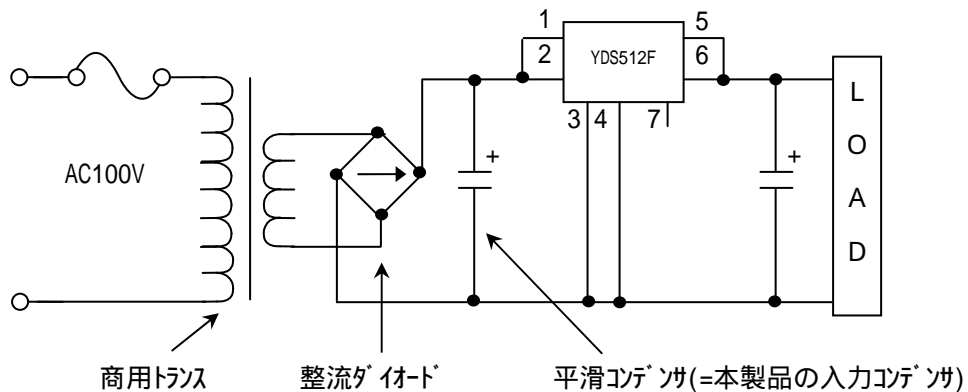 1
2
YDS512F
5
6
3
4
7
AC100V
+
+
L
O
A
D
商用トランス
整流ダイオード
平滑コンデンサ(=本製品の入力コンデンサ)